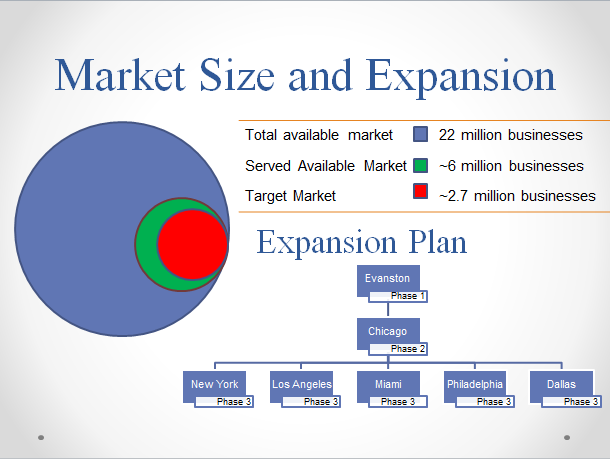 Market Size and Expansion
Total available market 22 million businesses
Served Available Market ~6 million businesses
Target Market ~2.7 million businesses
Expansion Plan
Evanston
Phase 1
Chicago
Phase 2
New York Los Angeles Miami Philadelphia Dallas
Phase 3 Phase 3 Phase 3 Phase 3 Phase 3